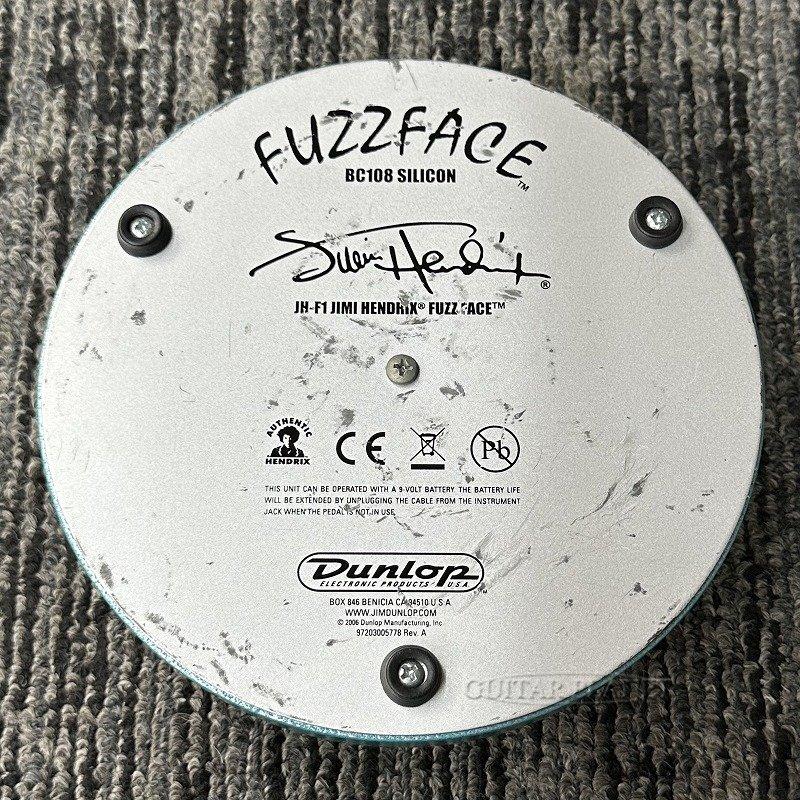 FUZZFACE™
BC108 SILICON
Jimi Hendrix®
JH-F1 JIMI HENDRIX® FUZZ FACE™
AUTHENTIC
HENDRIX
CE
Pb
THIS UNIT CAN BE OPERATED WITH A 9-VOLT BATTERY. THE BATTERY LIFE
WILL BE EXTENDED BY UNPLUGGING THE CABLE FROM THE INSTRUMENT
JACK WHEN THE PEDAL IS NOT IN USE.
DUNLOP™
ELECTRONIC PRODUCTS U.S.A.
BOX 846 BENICIA CA 94510 U S A
WWW.JIMDUNLOP.COM
© 2006 Dunlop Manufacturing, Inc.
97203005778 Rev. A
GUITAR